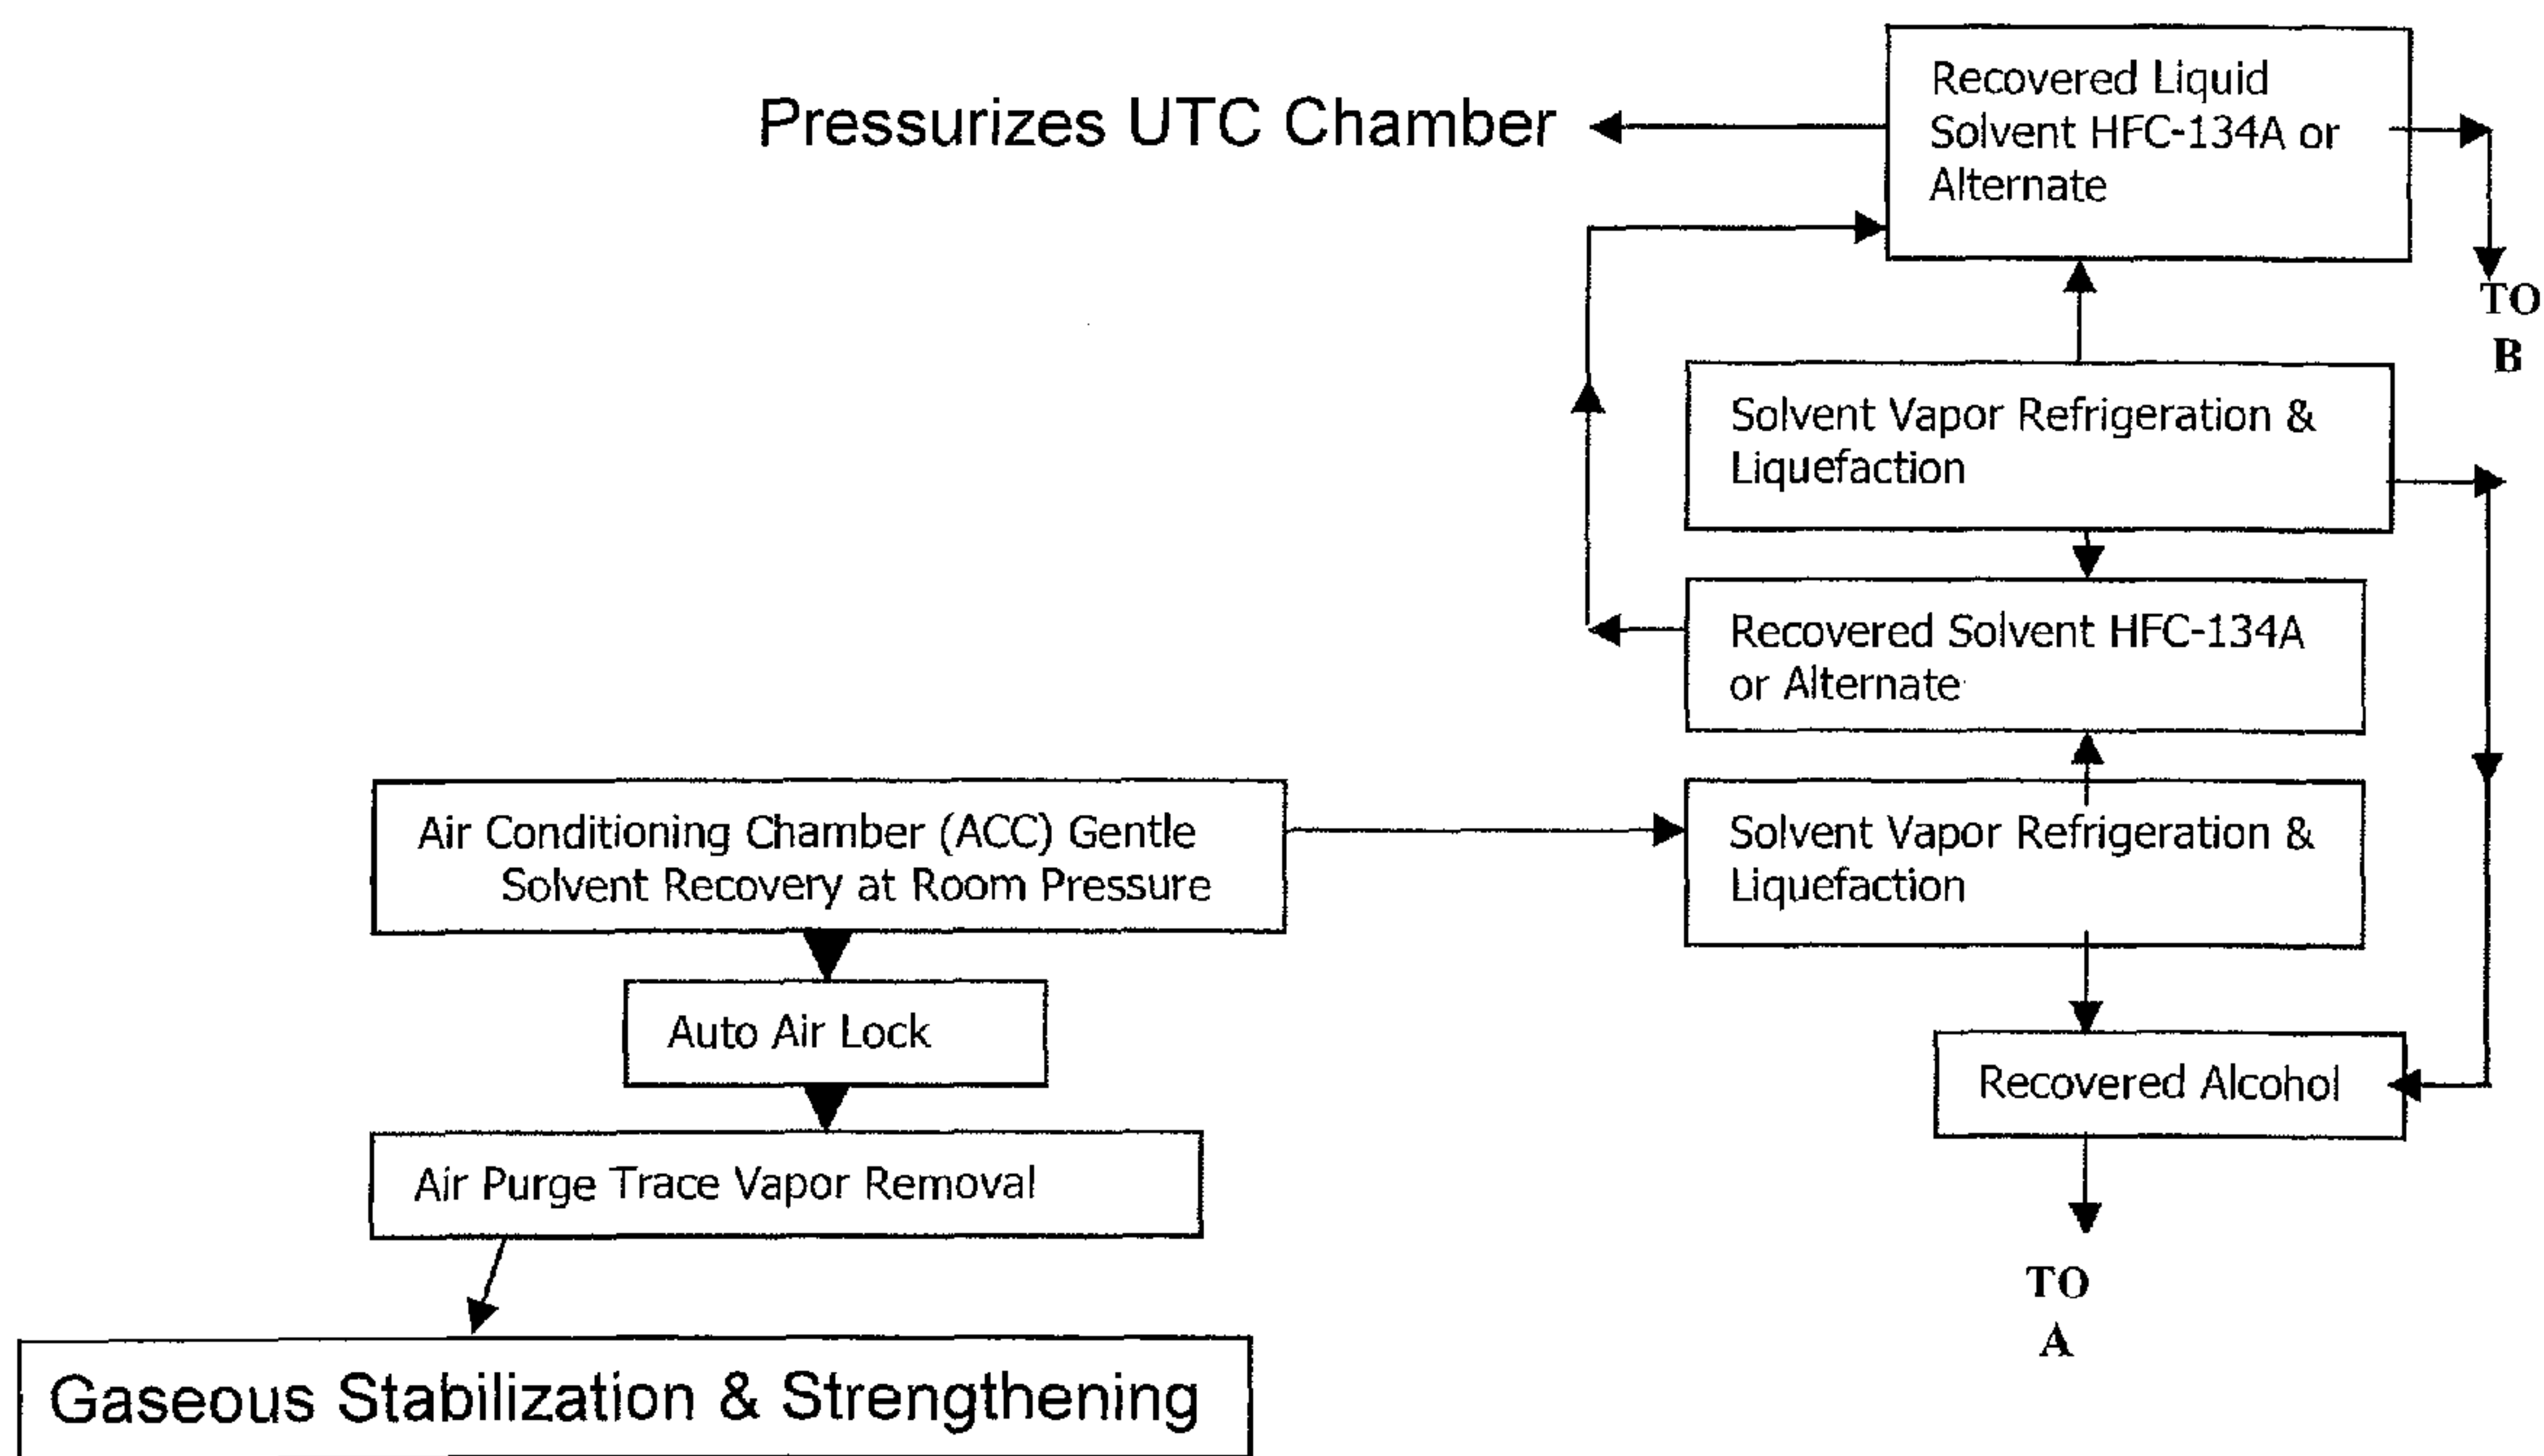 Recovered Liquid
Solvent HFC-134A or
Alternate
Pressurizes UTC Chamber
TO
B
Solvent Vapor Refrigeration &
Liquefaction
Recovered Solvent HFC-134A
or Alternate
Air Conditioning Chamber (ACC) Gentle
Solvent Recovery at Room Pressure
Solvent Vapor Refrigeration &
Liquefaction
Auto Air Lock
Recovered Alcohol
Air Purge Trace Vapor Removal
TO
A
Gaseous Stabilization & Strengthening